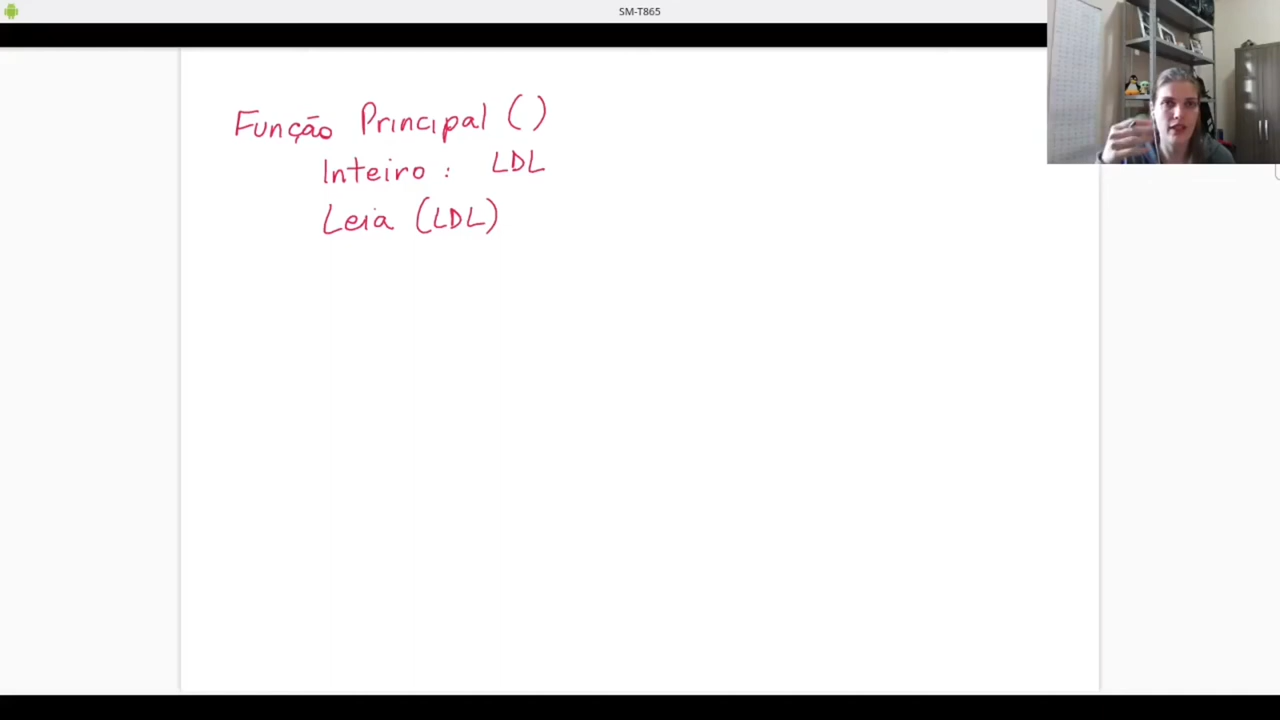 SM-T865
Função Principal ( )
Inteiro : LDL
Leia (LDL)